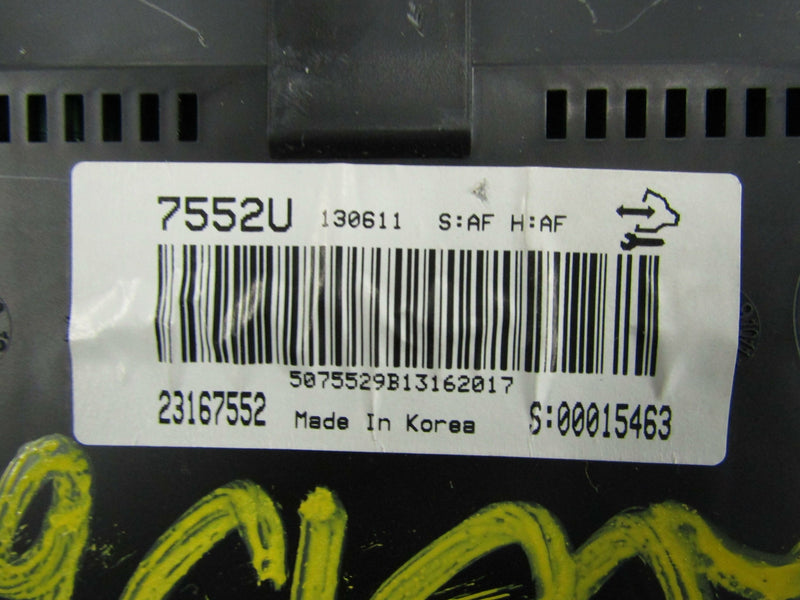 7552U 130611 S:AF H:AF
5075529B13162017
23167552 Made In Korea S:00015463